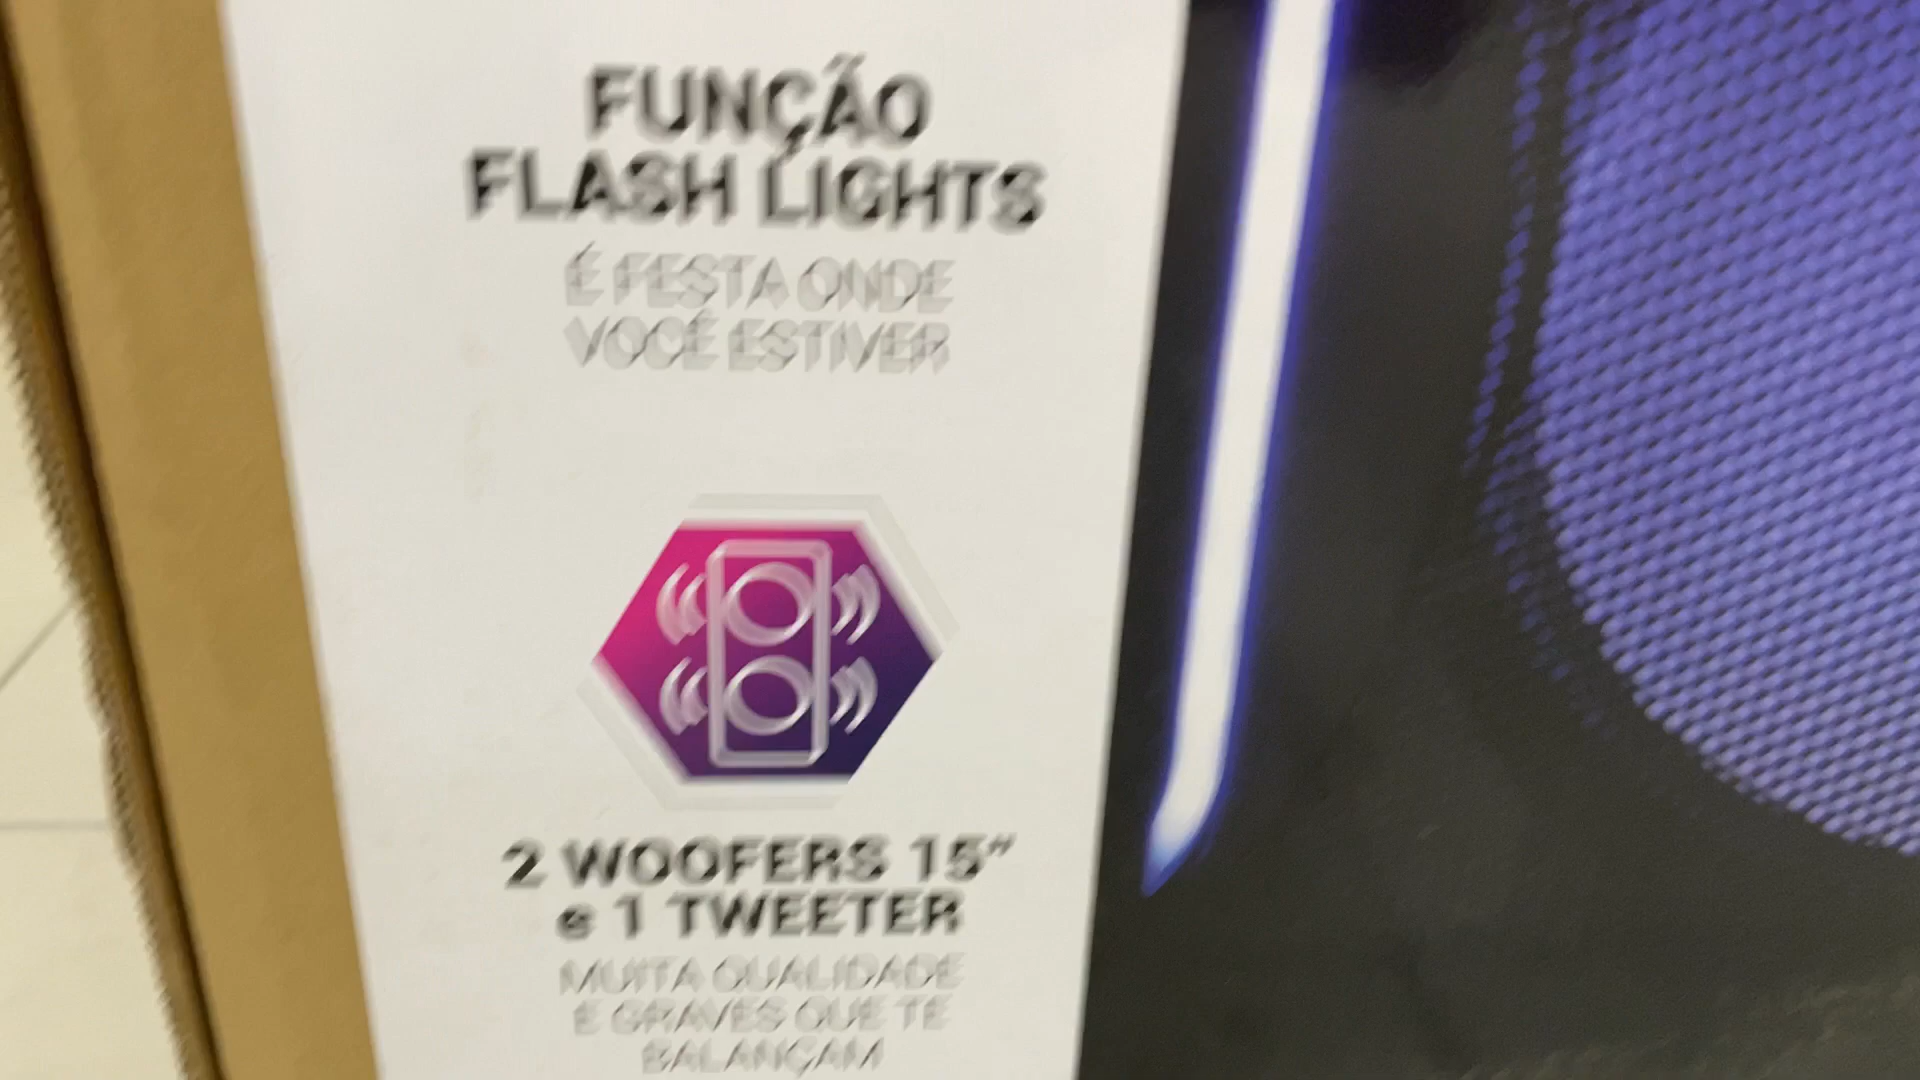 FUNÇÃO
FLASH LIGHTS
É FESTA ONDE
VOCÊ ESTIVER
2 WOOFERS 15”
e 1 TWEETER
MUITA QUALIDADE
E GRAVES QUE TE
BALANÇAM